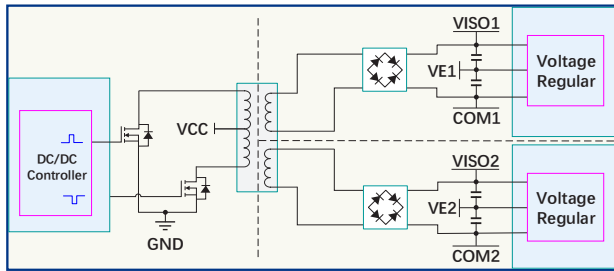 VISO1
Voltage
Regular
VE1
COM1
VCC
DC/DC
Controller
GND
VISO2
Voltage
Regular
VE2
COM2